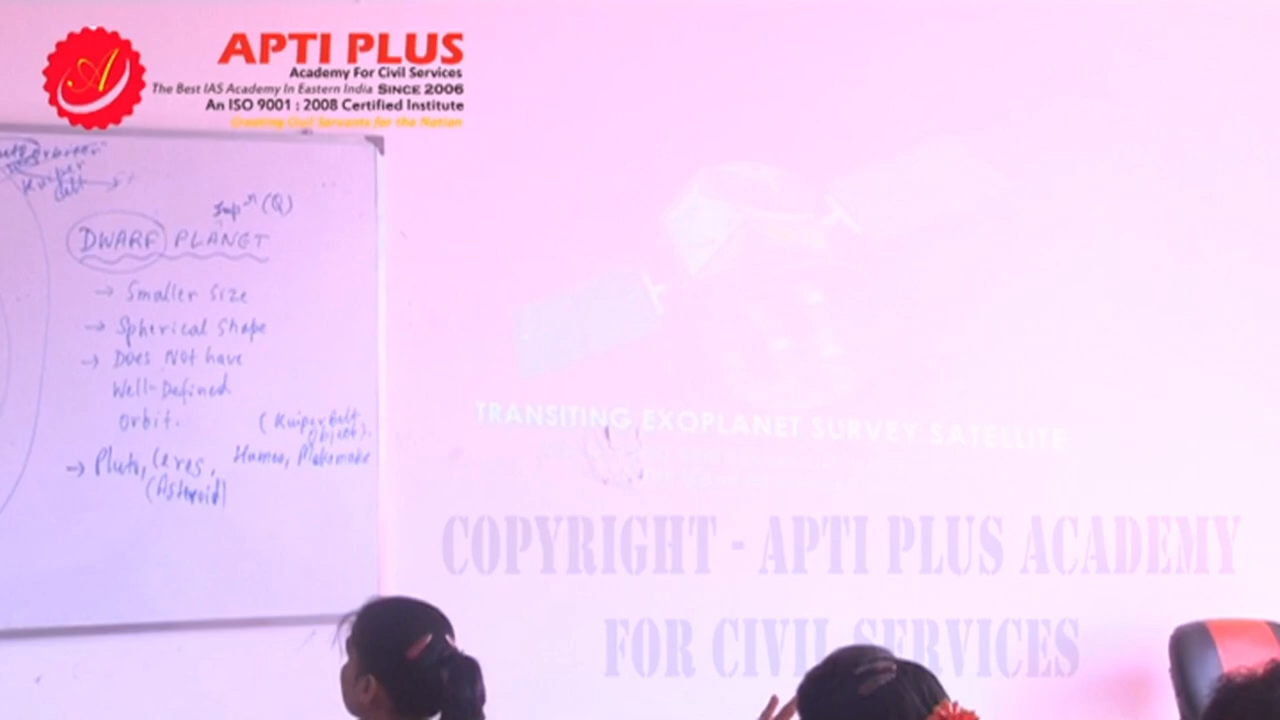 APTI PLUS
Academy For Civil Services
The Best IAS Academy In Eastern India SINCE 2006
An ISO 9001 : 2008 Certified Institute
Creating Civil Servants for the Nation
Kuiper
belt
Imp (Q)
DWARF PLANET
→ Smaller Size
→ Spherical Shape
→ Does Not have
Well-Defined
orbit.
(Kuiper Belt
Object).
→ Pluto, Ceres, Humea, Makemake
(Asteroid)
TRANSITING EXOPLANET SURVEY SATELLITE
COPYRIGHT - APTI PLUS ACADEMY
FOR CIVIL SERVICES